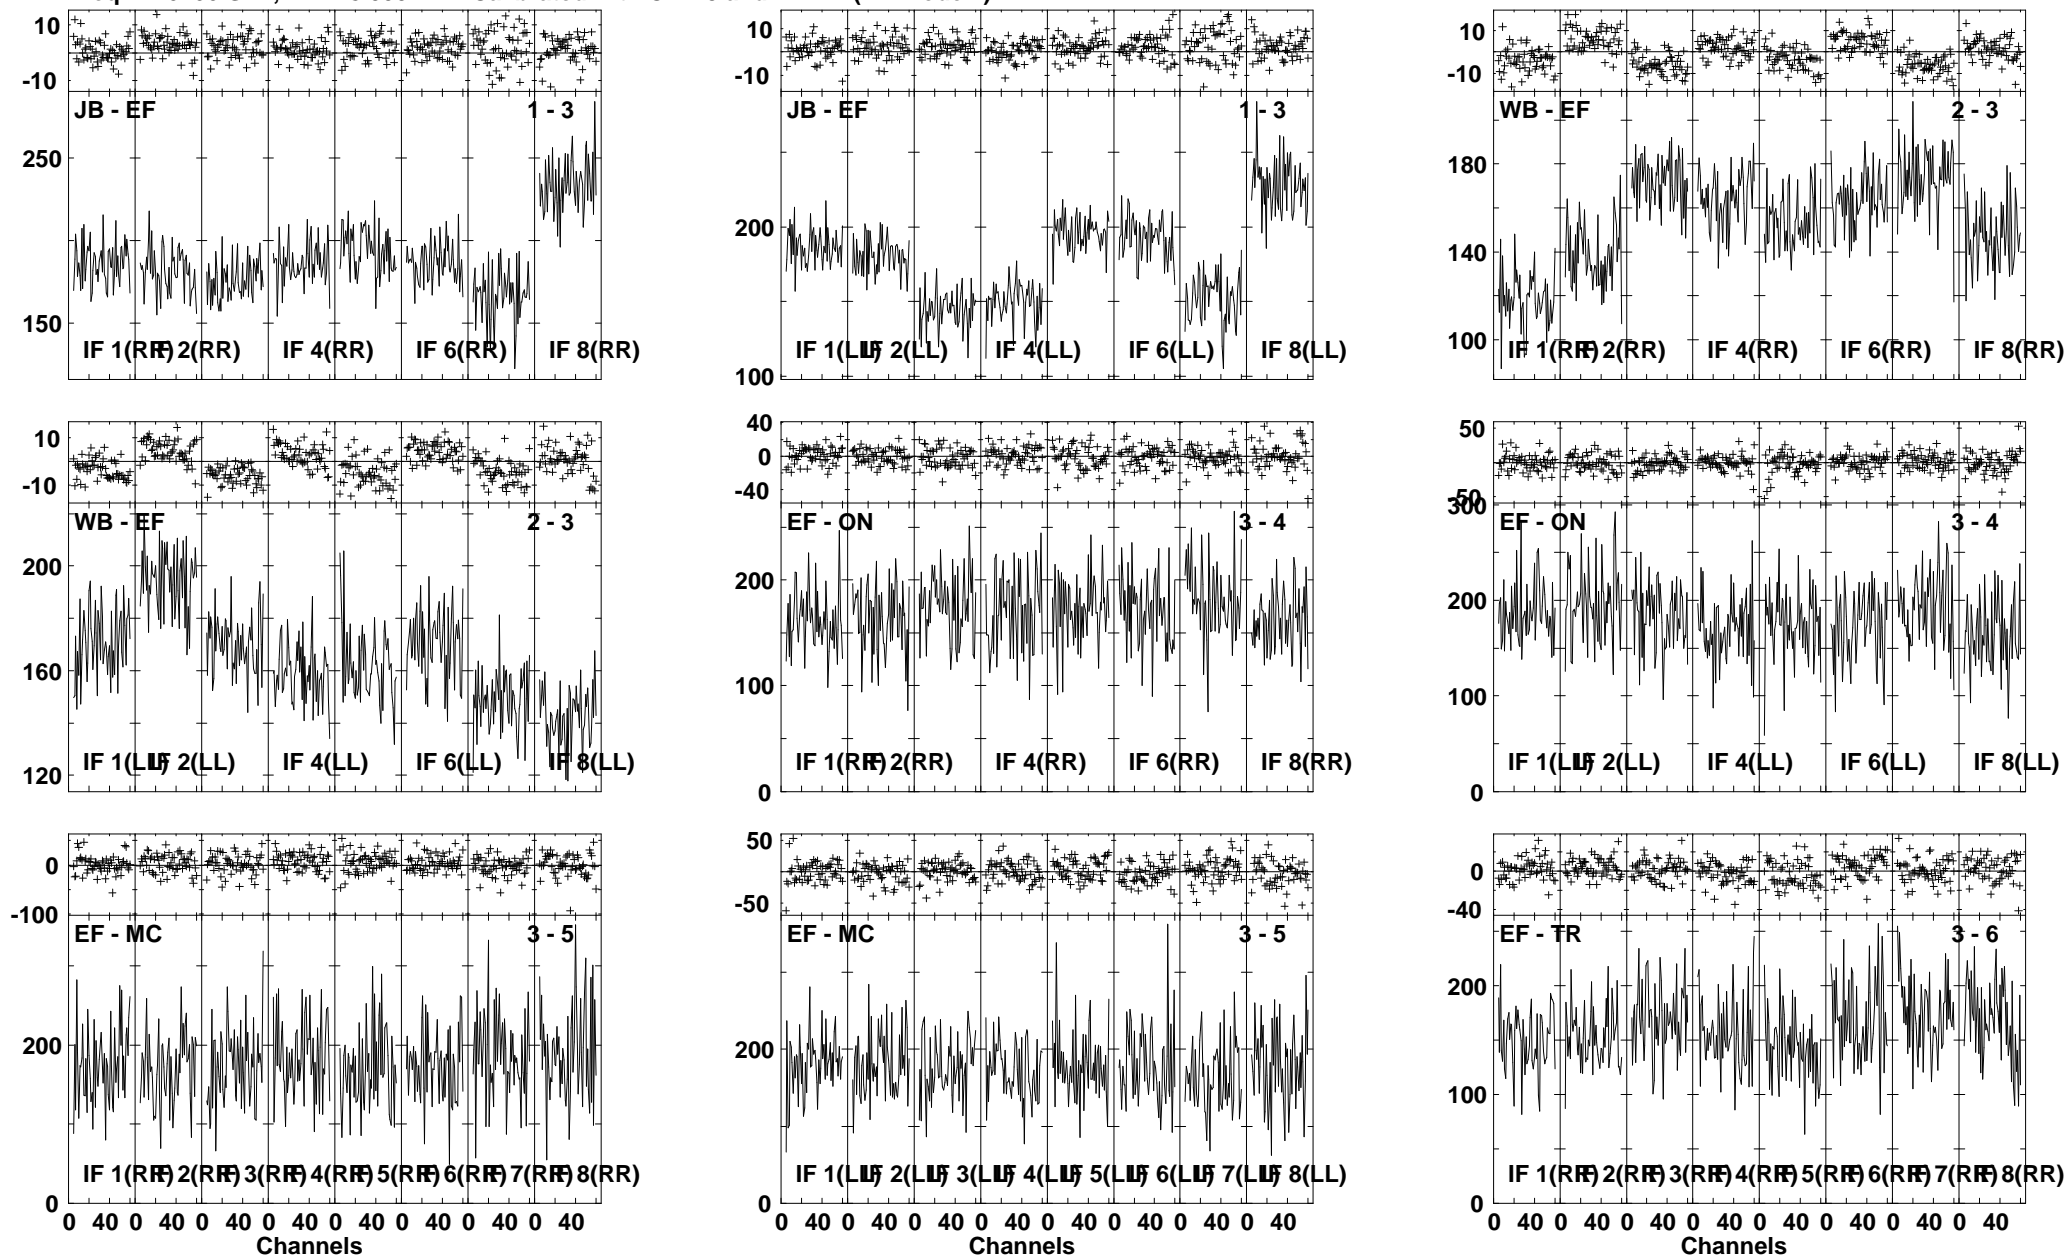 10 10 10
-10 -10 -10
JB - EF 1 - 3 JB - EF 1 - 3 WB - EF 2 - 3
250 200 180
150 100 140
100
IF 1(RR) IF 2(RR) IF 4(RR) IF 6(RR) IF 8(RR)
IF 1(LL) IF 2(LL) IF 4(LL) IF 6(LL) IF 8(LL)
IF 1(RR) IF 2(RR) IF 4(RR) IF 6(RR) IF 8(RR)
10 40 50
-10 0 -50
-40
WB - EF 2 - 3 EF - ON 3 - 4 EF - ON 3 - 4
200 200 300
160 100 200
120 0 100
0
IF 1(LL) IF 2(LL) IF 4(LL) IF 6(LL) IF 8(LL)
IF 1(RR) IF 2(RR) IF 4(RR) IF 6(RR) IF 8(RR)
IF 1(LL) IF 2(LL) IF 4(LL) IF 6(LL) IF 8(LL)
0 50 0
-100 -50 -40
EF - MC 3 - 5 EF - MC 3 - 5 EF - TR 3 - 6
200 200 200
0 0 100
0
IF 1(RR) IF 2(RR) IF 3(RR) IF 4(RR) IF 5(RR) IF 6(RR) IF 7(RR) IF 8(RR)
IF 1(LL) IF 2(LL) IF 3(LL) IF 4(LL) IF 5(LL) IF 6(LL) IF 7(LL) IF 8(LL)
IF 1(RR) IF 2(RR) IF 3(RR) IF 4(RR) IF 5(RR) IF 6(RR) IF 7(RR) IF 8(RR)
0 40 0 40 0 40 0 40 0 40 0 40 0 40 0 40
0 40 0 40 0 40 0 40 0 40 0 40 0 40 0 40
0 40 0 40 0 40 0 40 0 40 0 40 0 40 0 40
Channels Channels Channels